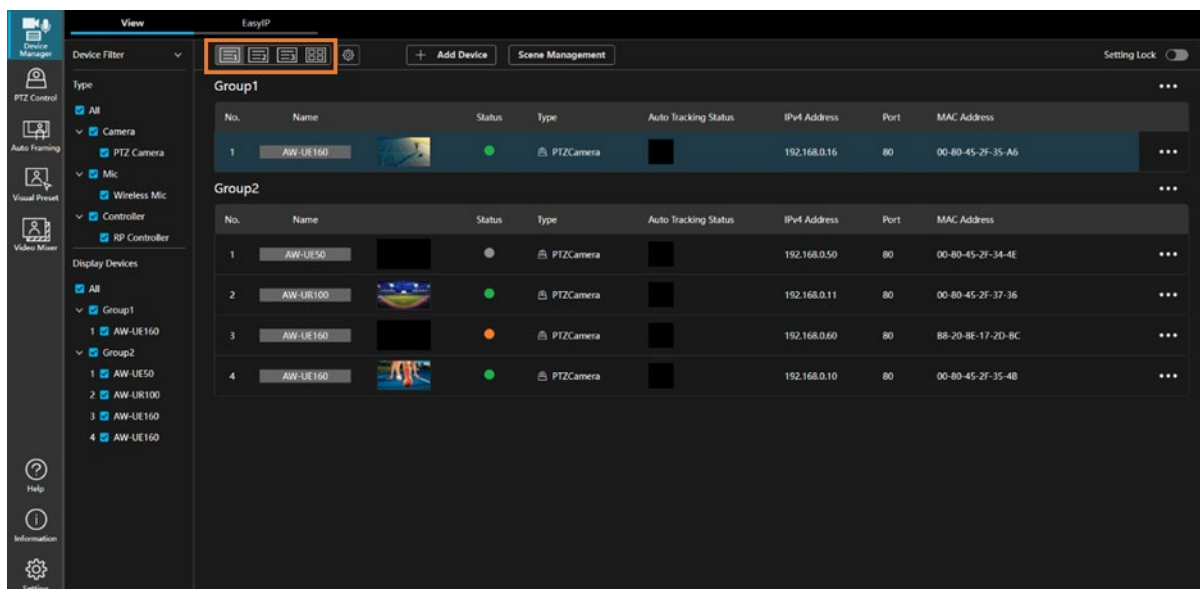 View
EasyIP
Device Manager
PTZ Control
Auto Framing
Visual Preset
Video Mixer
Help
Information
Setting
Device Filter
Type
All
Camera
PTZ Camera
Mic
Wireless Mic
Controller
RP Controller
Display Devices
All
Group1
1 AW-UE160
Group2
1 AW-UE50
2 AW-UR100
3 AW-UE160
4 AW-UE160
1 2 3
+ Add Device Scene Management Setting Lock
Group1
No. Name Status Type Auto Tracking Status IPv4 Address Port MAC Address
1 AW-UE160 PTZCamera 192.168.0.16 80 00-80-45-2F-35-A6
Group2
No. Name Status Type Auto Tracking Status IPv4 Address Port MAC Address
1 AW-UE50 PTZCamera 192.168.0.50 80 00-80-45-2F-34-4E
2 AW-UR100 PTZCamera 192.168.0.11 80 00-80-45-2F-37-36
3 AW-UE160 PTZCamera 192.168.0.60 80 B8-20-8E-17-2D-BC
4 AW-UE160 PTZCamera 192.168.0.10 80 00-80-45-2F-35-4B